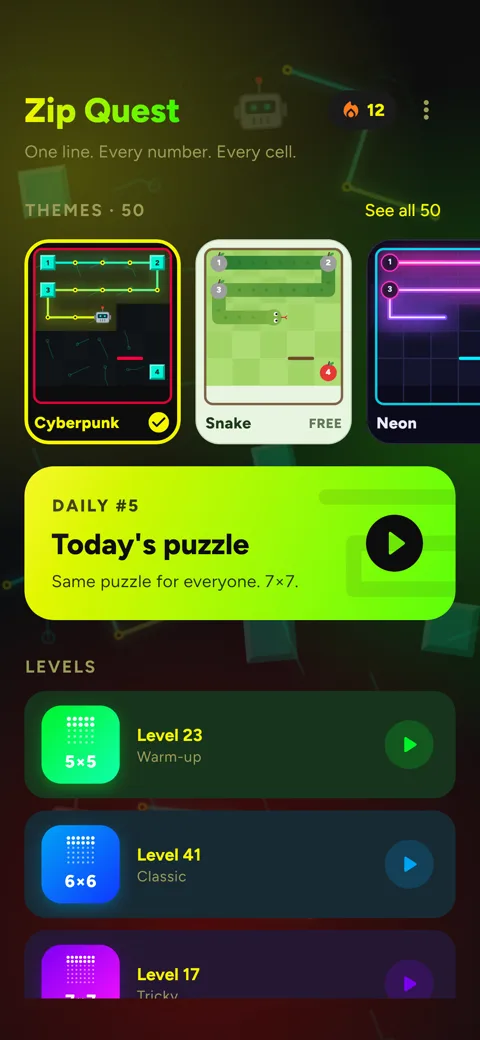 Zip Quest
12
One line. Every number. Every cell.
THEMES · 50
See all 50
1
2
3
4
Cyberpunk
1
2
3
4
Snake
FREE
1
3
Neon
DAILY #5
Today's puzzle
Same puzzle for everyone. 7×7.
LEVELS
5×5
Level 23
Warm-up
6×6
Level 41
Classic
7×7
Level 17
Tricky